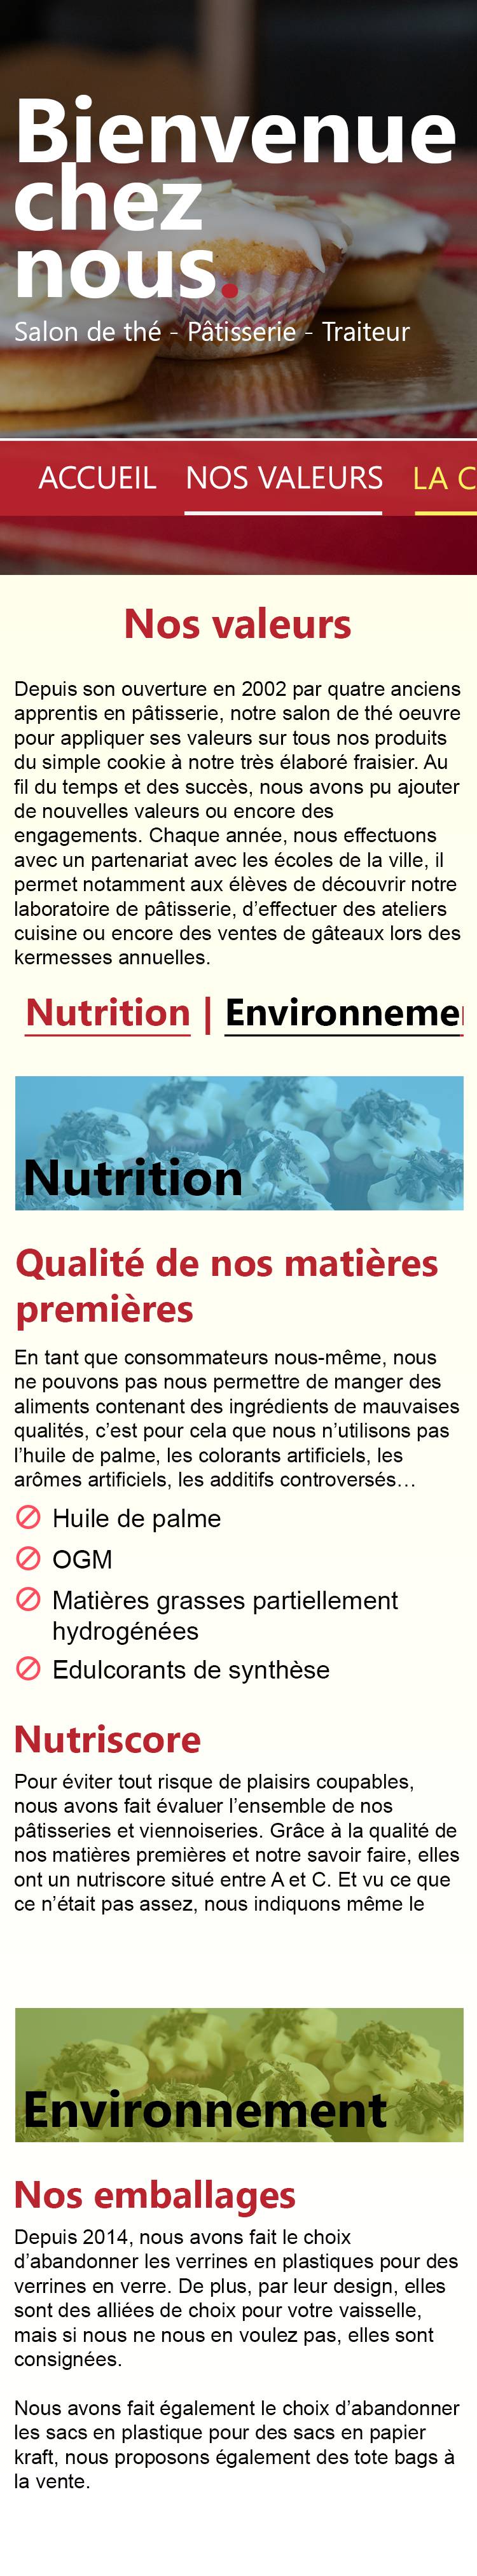 Bienvenue
chez
nous.
Salon de thé - Pâtisserie - Traiteur
ACCUEIL NOS VALEURS LA C
Nos valeurs
Depuis son ouverture en 2002 par quatre anciens
apprentis en pâtisserie, notre salon de thé oeuvre
pour appliquer ses valeurs sur tous nos produits
du simple cookie à notre très élaboré fraisier. Au
fil du temps et des succès, nous avons pu ajouter
de nouvelles valeurs ou encore des
engagements. Chaque année, nous effectuons
avec un partenariat avec les écoles de la ville, il
permet notamment aux élèves de découvrir notre
laboratoire de pâtisserie, d’effectuer des ateliers
cuisine ou encore des ventes de gâteaux lors des
kermesses annuelles.
Nutrition | Environnemen
Nutrition
Qualité de nos matières
premières
En tant que consommateurs nous-même, nous
ne pouvons pas nous permettre de manger des
aliments contenant des ingrédients de mauvaises
qualités, c’est pour cela que nous n’utilisons pas
l’huile de palme, les colorants artificiels, les
arômes artificiels, les additifs controversés…
Huile de palme
OGM
Matières grasses partiellement
hydrogénées
Edulcorants de synthèse
Nutriscore
Pour éviter tout risque de plaisirs coupables,
nous avons fait évaluer l’ensemble de nos
pâtisseries et viennoiseries. Grâce à la qualité de
nos matières premières et notre savoir faire, elles
ont un nutriscore situé entre A et C. Et vu ce que
ce n’était pas assez, nous indiquons même le
Environnement
Nos emballages
Depuis 2014, nous avons fait le choix
d’abandonner les verrines en plastiques pour des
verrines en verre. De plus, par leur design, elles
sont des alliées de choix pour votre vaisselle,
mais si nous ne nous en voulez pas, elles sont
consignées.
Nous avons fait également le choix d’abandonner
les sacs en plastique pour des sacs en papier
kraft, nous proposons également des tote bags à
la vente.